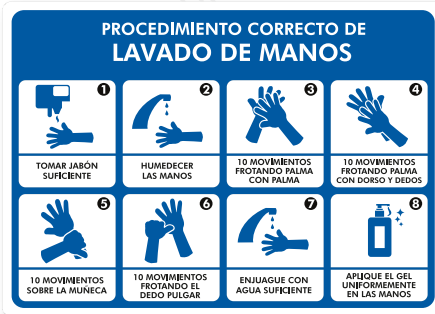 PROCEDIMIENTO CORRECTO DE
LAVADO DE MANOS
1
TOMAR JABÓN
SUFICIENTE
2
HUMEDECER
LAS MANOS
3
10 MOVIMIENTOS
FROTANDO PALMA
CON PALMA
4
10 MOVIMIENTOS
FROTANDO PALMA
CON DORSO Y DEDOS
5
10 MOVIMIENTOS
SOBRE LA MUÑECA
6
10 MOVIMIENTOS
FROTANDO EL
DEDO PULGAR
7
ENJUAGUE CON
AGUA SUFICIENTE
8
APLIQUE EL GEL
UNIFORMEMENTE
EN LAS MANOS